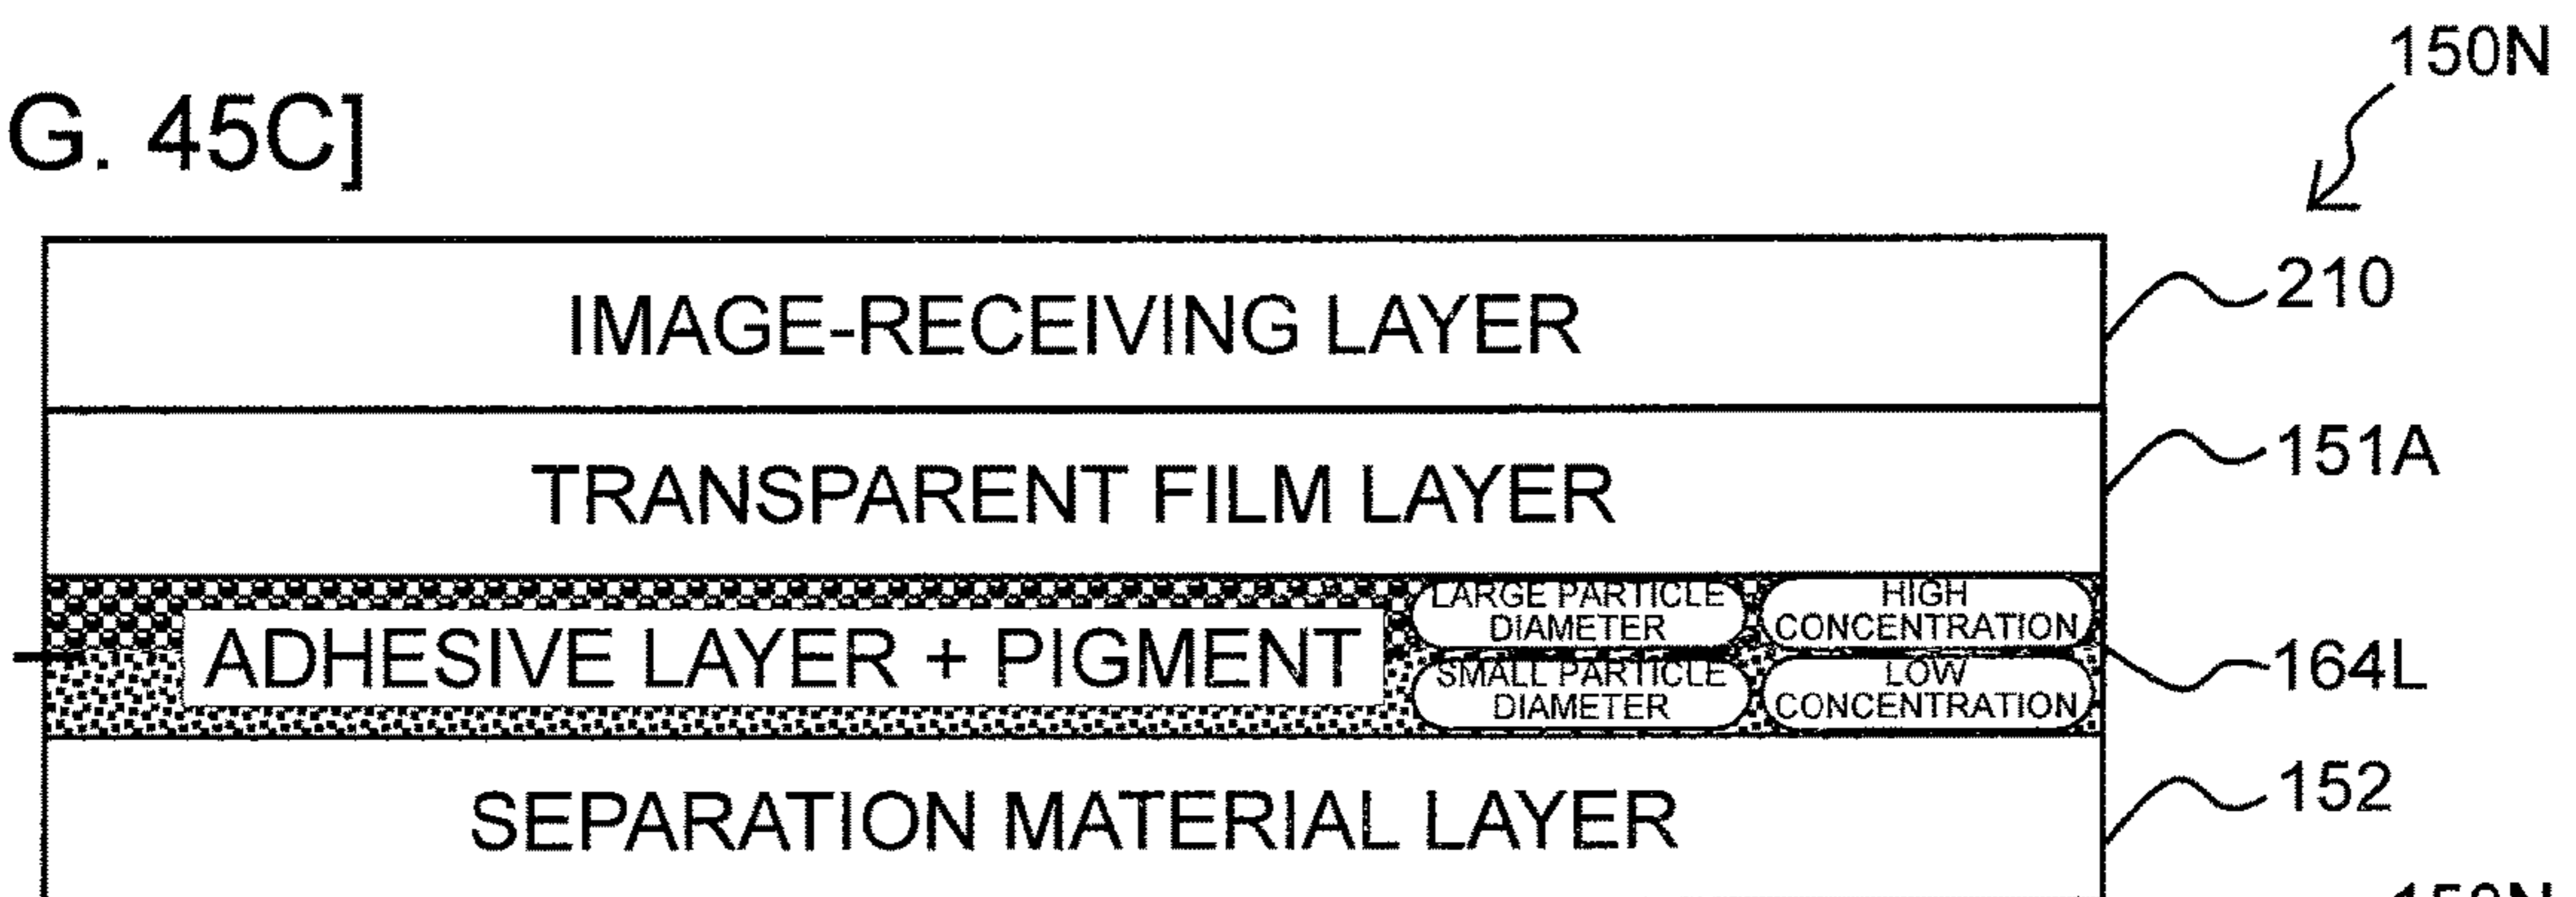 150N
G. 45C]
210
IMAGE-RECEIVING LAYER
151A
TRANSPARENT FILM LAYER
LARGE PARTICLE
DIAMETER
HIGH
CONCENTRATION
ADHESIVE LAYER + PIGMENT
164L
SMALL PARTICLE
DIAMETER
LOW
CONCENTRATION
152
SEPARATION MATERIAL LAYER